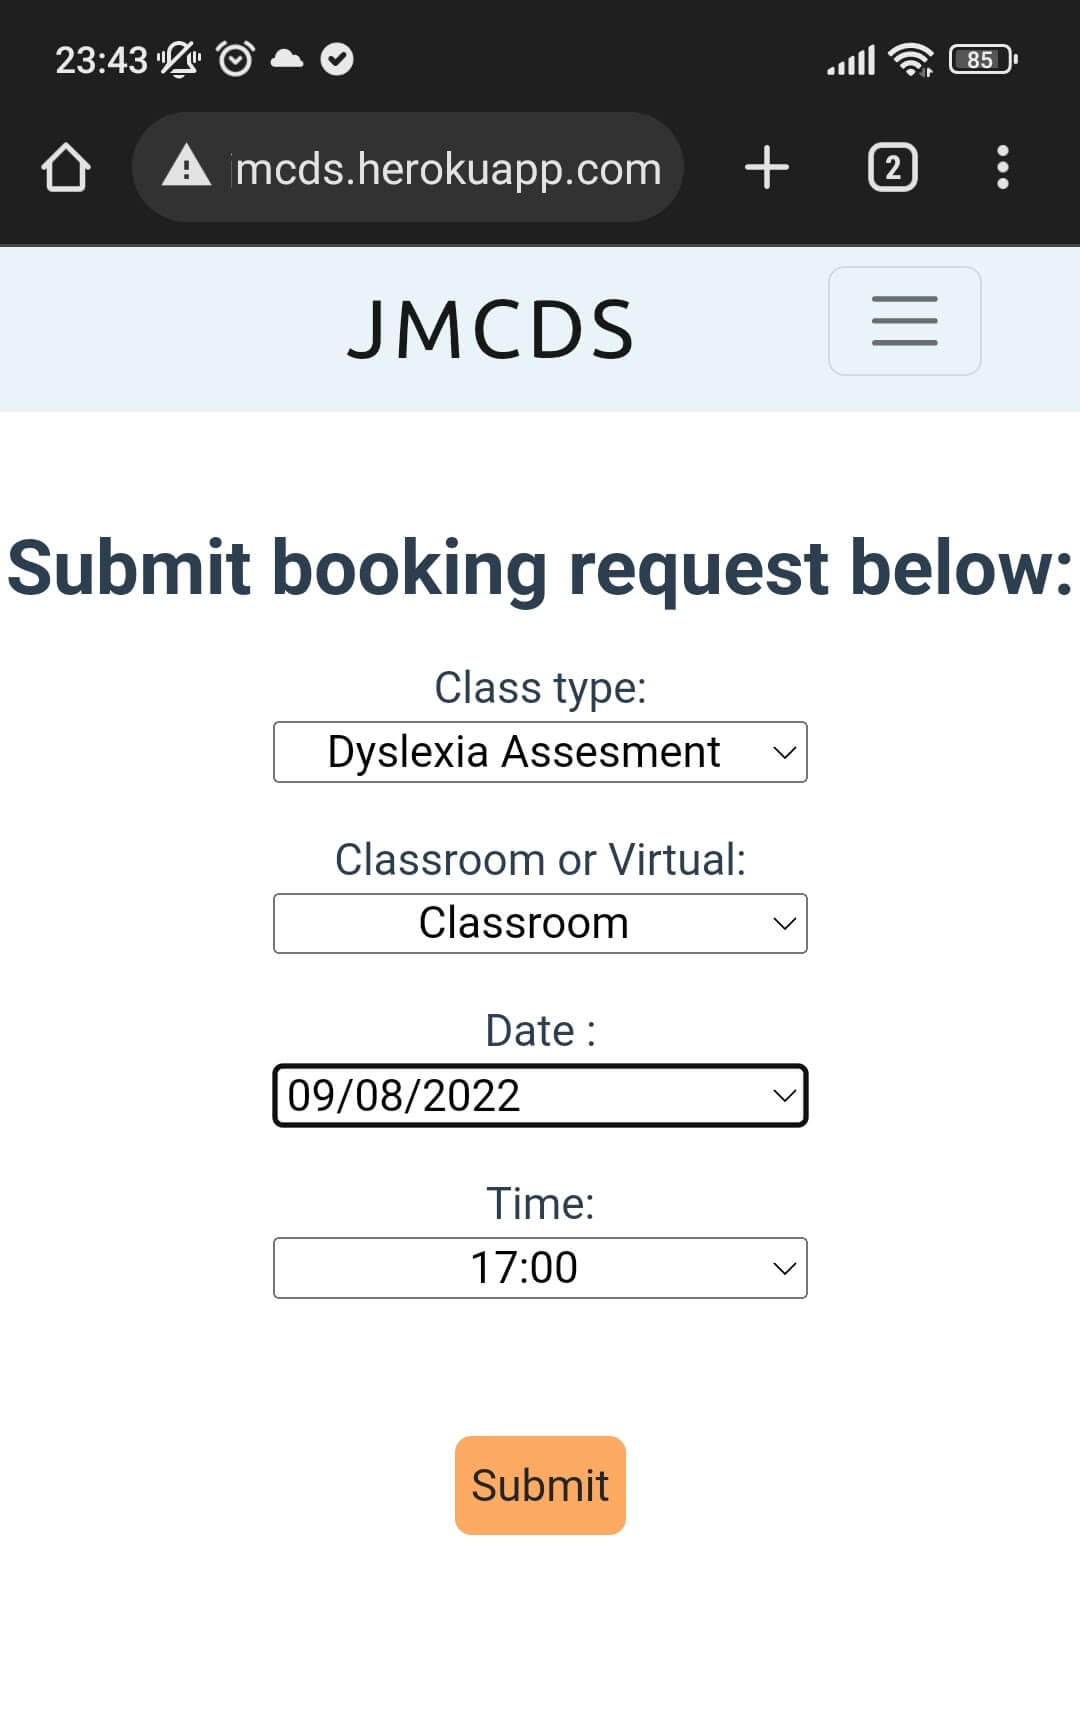 23:43
85
mcds.herokuapp.com
2
JMCDS
Submit booking request below:
Class type:
Dyslexia Assesment
Classroom or Virtual:
Classroom
Date :
09/08/2022
Time:
17:00
Submit